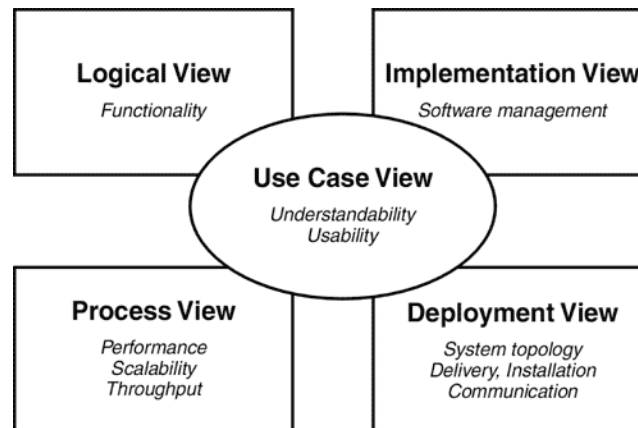 Logical View
Functionality
Implementation View
Software management
Use Case View
Understandability
Usability
Process View
Performance
Scalability
Throughput
Deployment View
System topology
Delivery, Installation
Communication